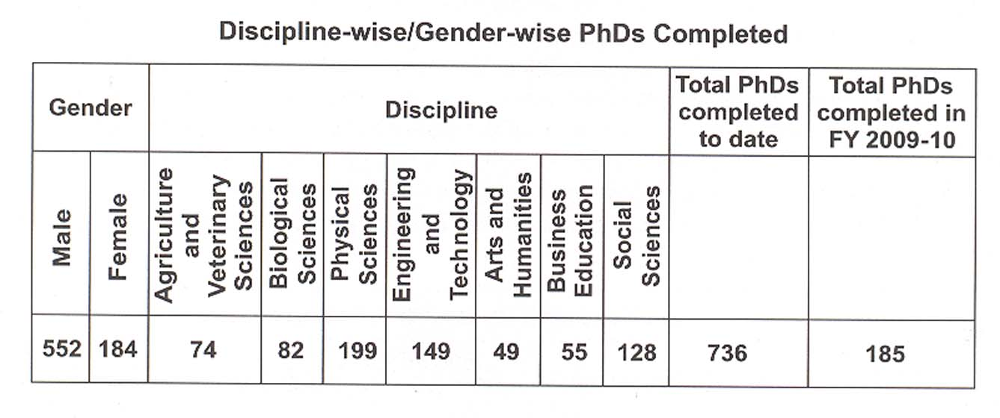 Discipline-wise/Gender-wise PhDs Completed
Gender
Discipline
Total PhDs
completed
to date
Total PhDs
completed in
FY 2009-10
Male
Female
Agriculture
and
Veterinary
Sciences
Biological
Sciences
Physical
Sciences
Engineering
and
Technology
Arts and
Humanities
Business
Education
Social
Sciences
552 184 74 82 199 149 49 55 128 736 185